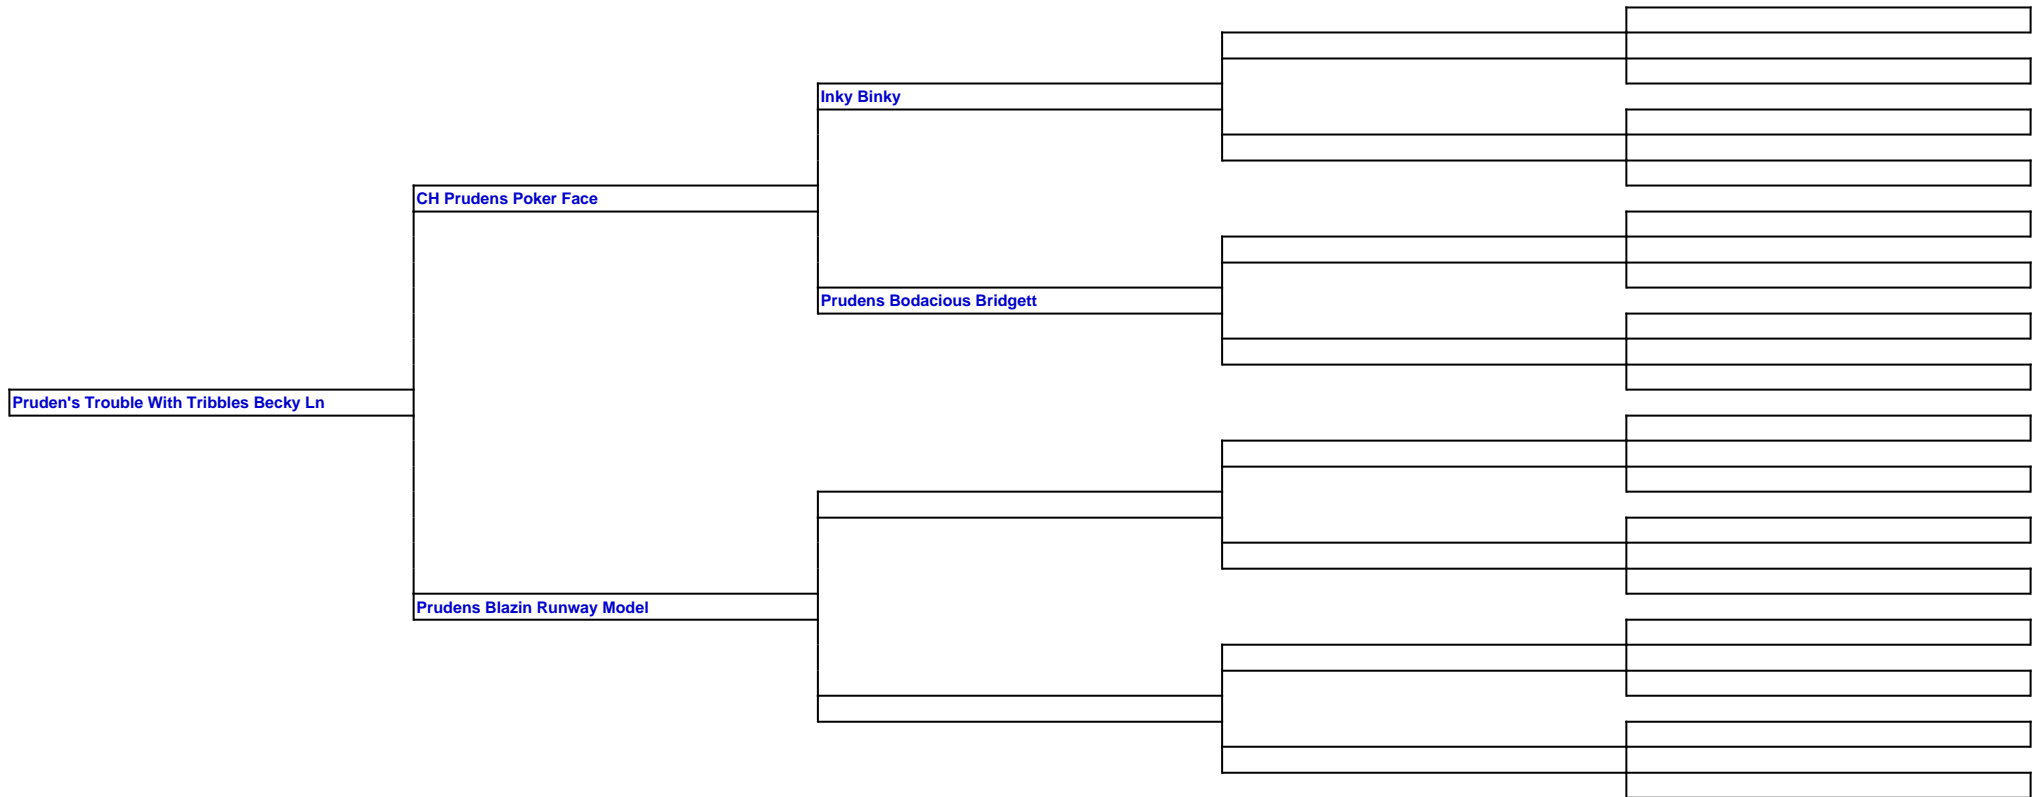 Inky Binky
CH Prudens Poker Face
Prudens Bodacious Bridgett
Pruden's Trouble With Tribbles Becky Ln
Prudens Blazin Runway Model